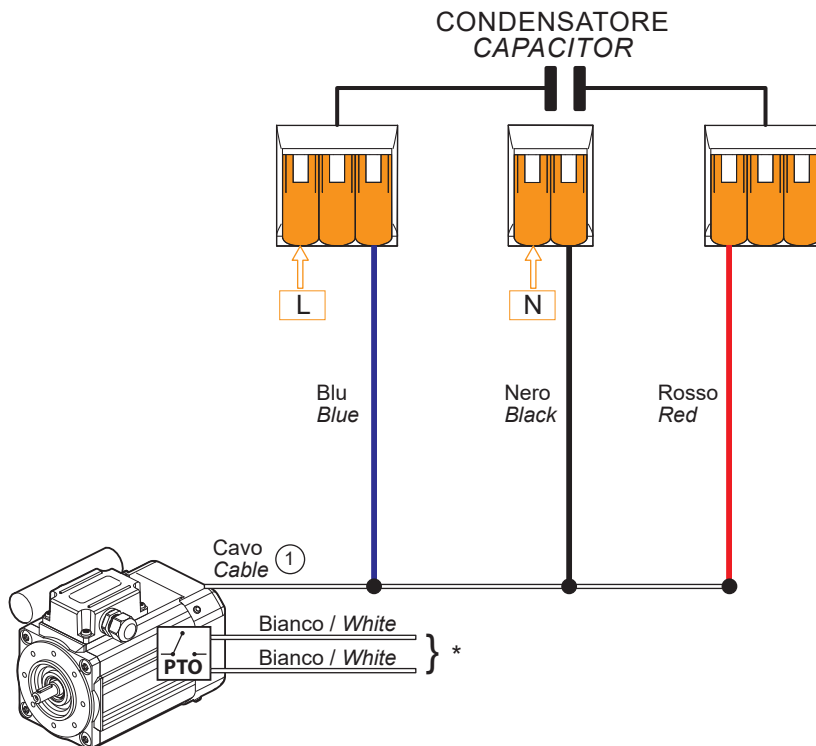 CONDENSATORE
CAPACITOR
L
N
Blu
Blue
Nero
Black
Rosso
Red
Cavo
Cable 1
Bianco / White
Bianco / White
} *
PTO